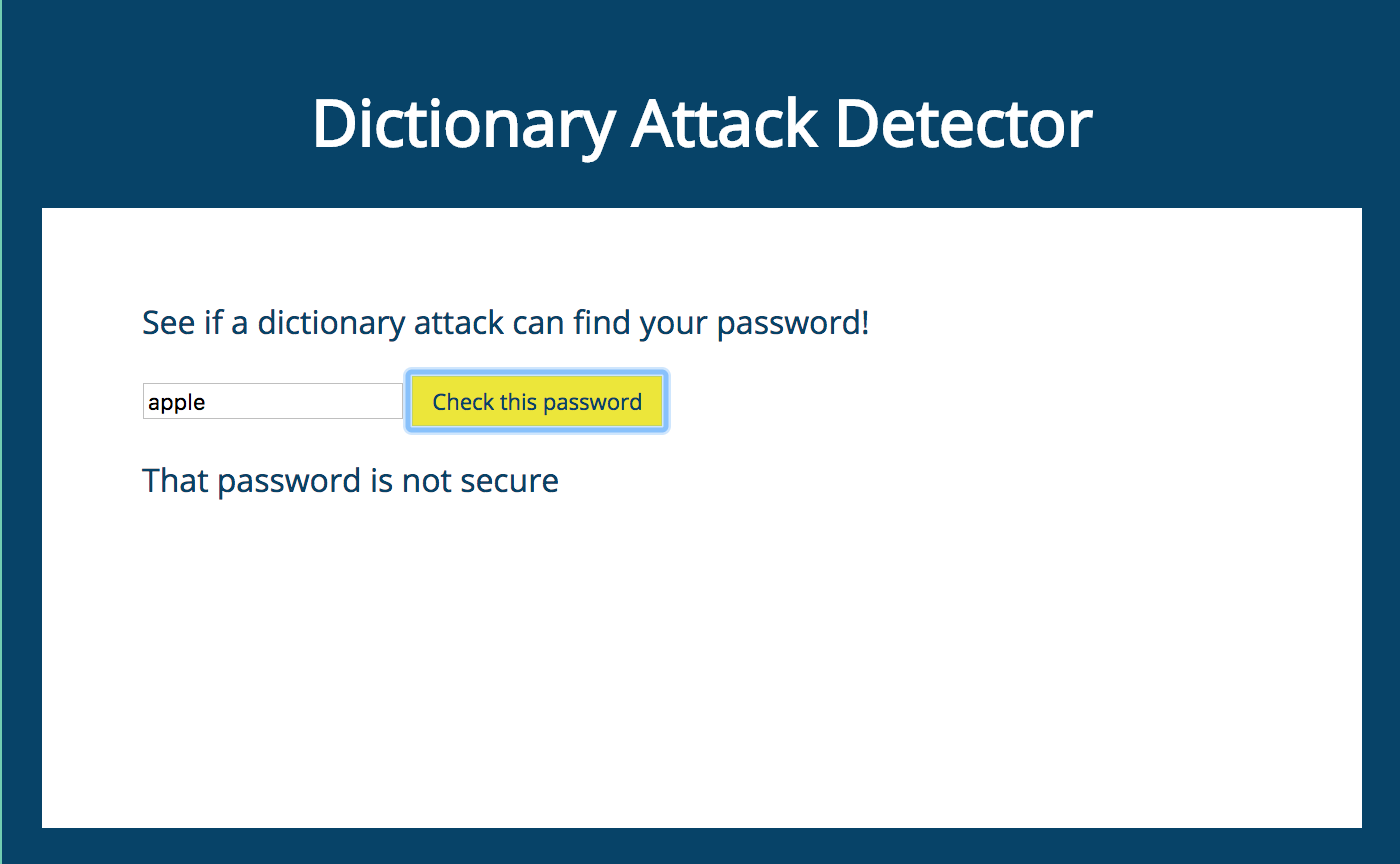 Dictionary Attack Detector
See if a dictionary attack can find your password!
apple Check this password
That password is not secure